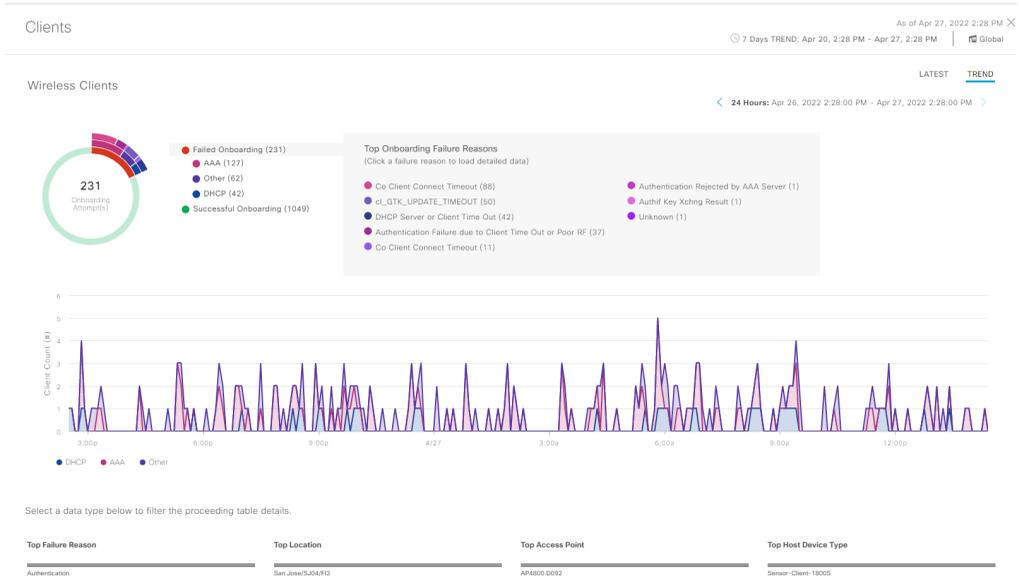 Clients
As of Apr 27, 2022 2:28 PM
7 Days TREND: Apr 20, 2:28 PM - Apr 27, 2:28 PM
Global
Wireless Clients
LATEST
TREND
24 Hours: Apr 26, 2022 2:28:00 PM - Apr 27, 2022 2:28:00 PM
231
Onboarding
Attempt(s)
Failed Onboarding (231)
AAA (127)
Other (62)
DHCP (42)
Successful Onboarding (1049)
Top Onboarding Failure Reasons
(Click a failure reason to load detailed data)
Co Client Connect Timeout (88)
cl_GTK_UPDATE_TIMEOUT (50)
DHCP Server or Client Time Out (42)
Authentication Failure due to Client Time Out or Poor RF (37)
Co Client Connect Timeout (11)
Authentication Rejected by AAA Server (1)
Authif Key Xchng Result (1)
Unknown (1)
Client Count (#)
6
5
4
3
2
1
0
3:00p
6:00p
9:00p
4/27
3:00a
6:00a
9:00a
12:00p
DHCP
AAA
Other
Select a data type below to filter the proceeding table details.
Top Failure Reason
Top Location
Top Access Point
Top Host Device Type
Authentication
San Jose/SJ04/Fl3
AP4800.D092
Sensor-Client-1800S